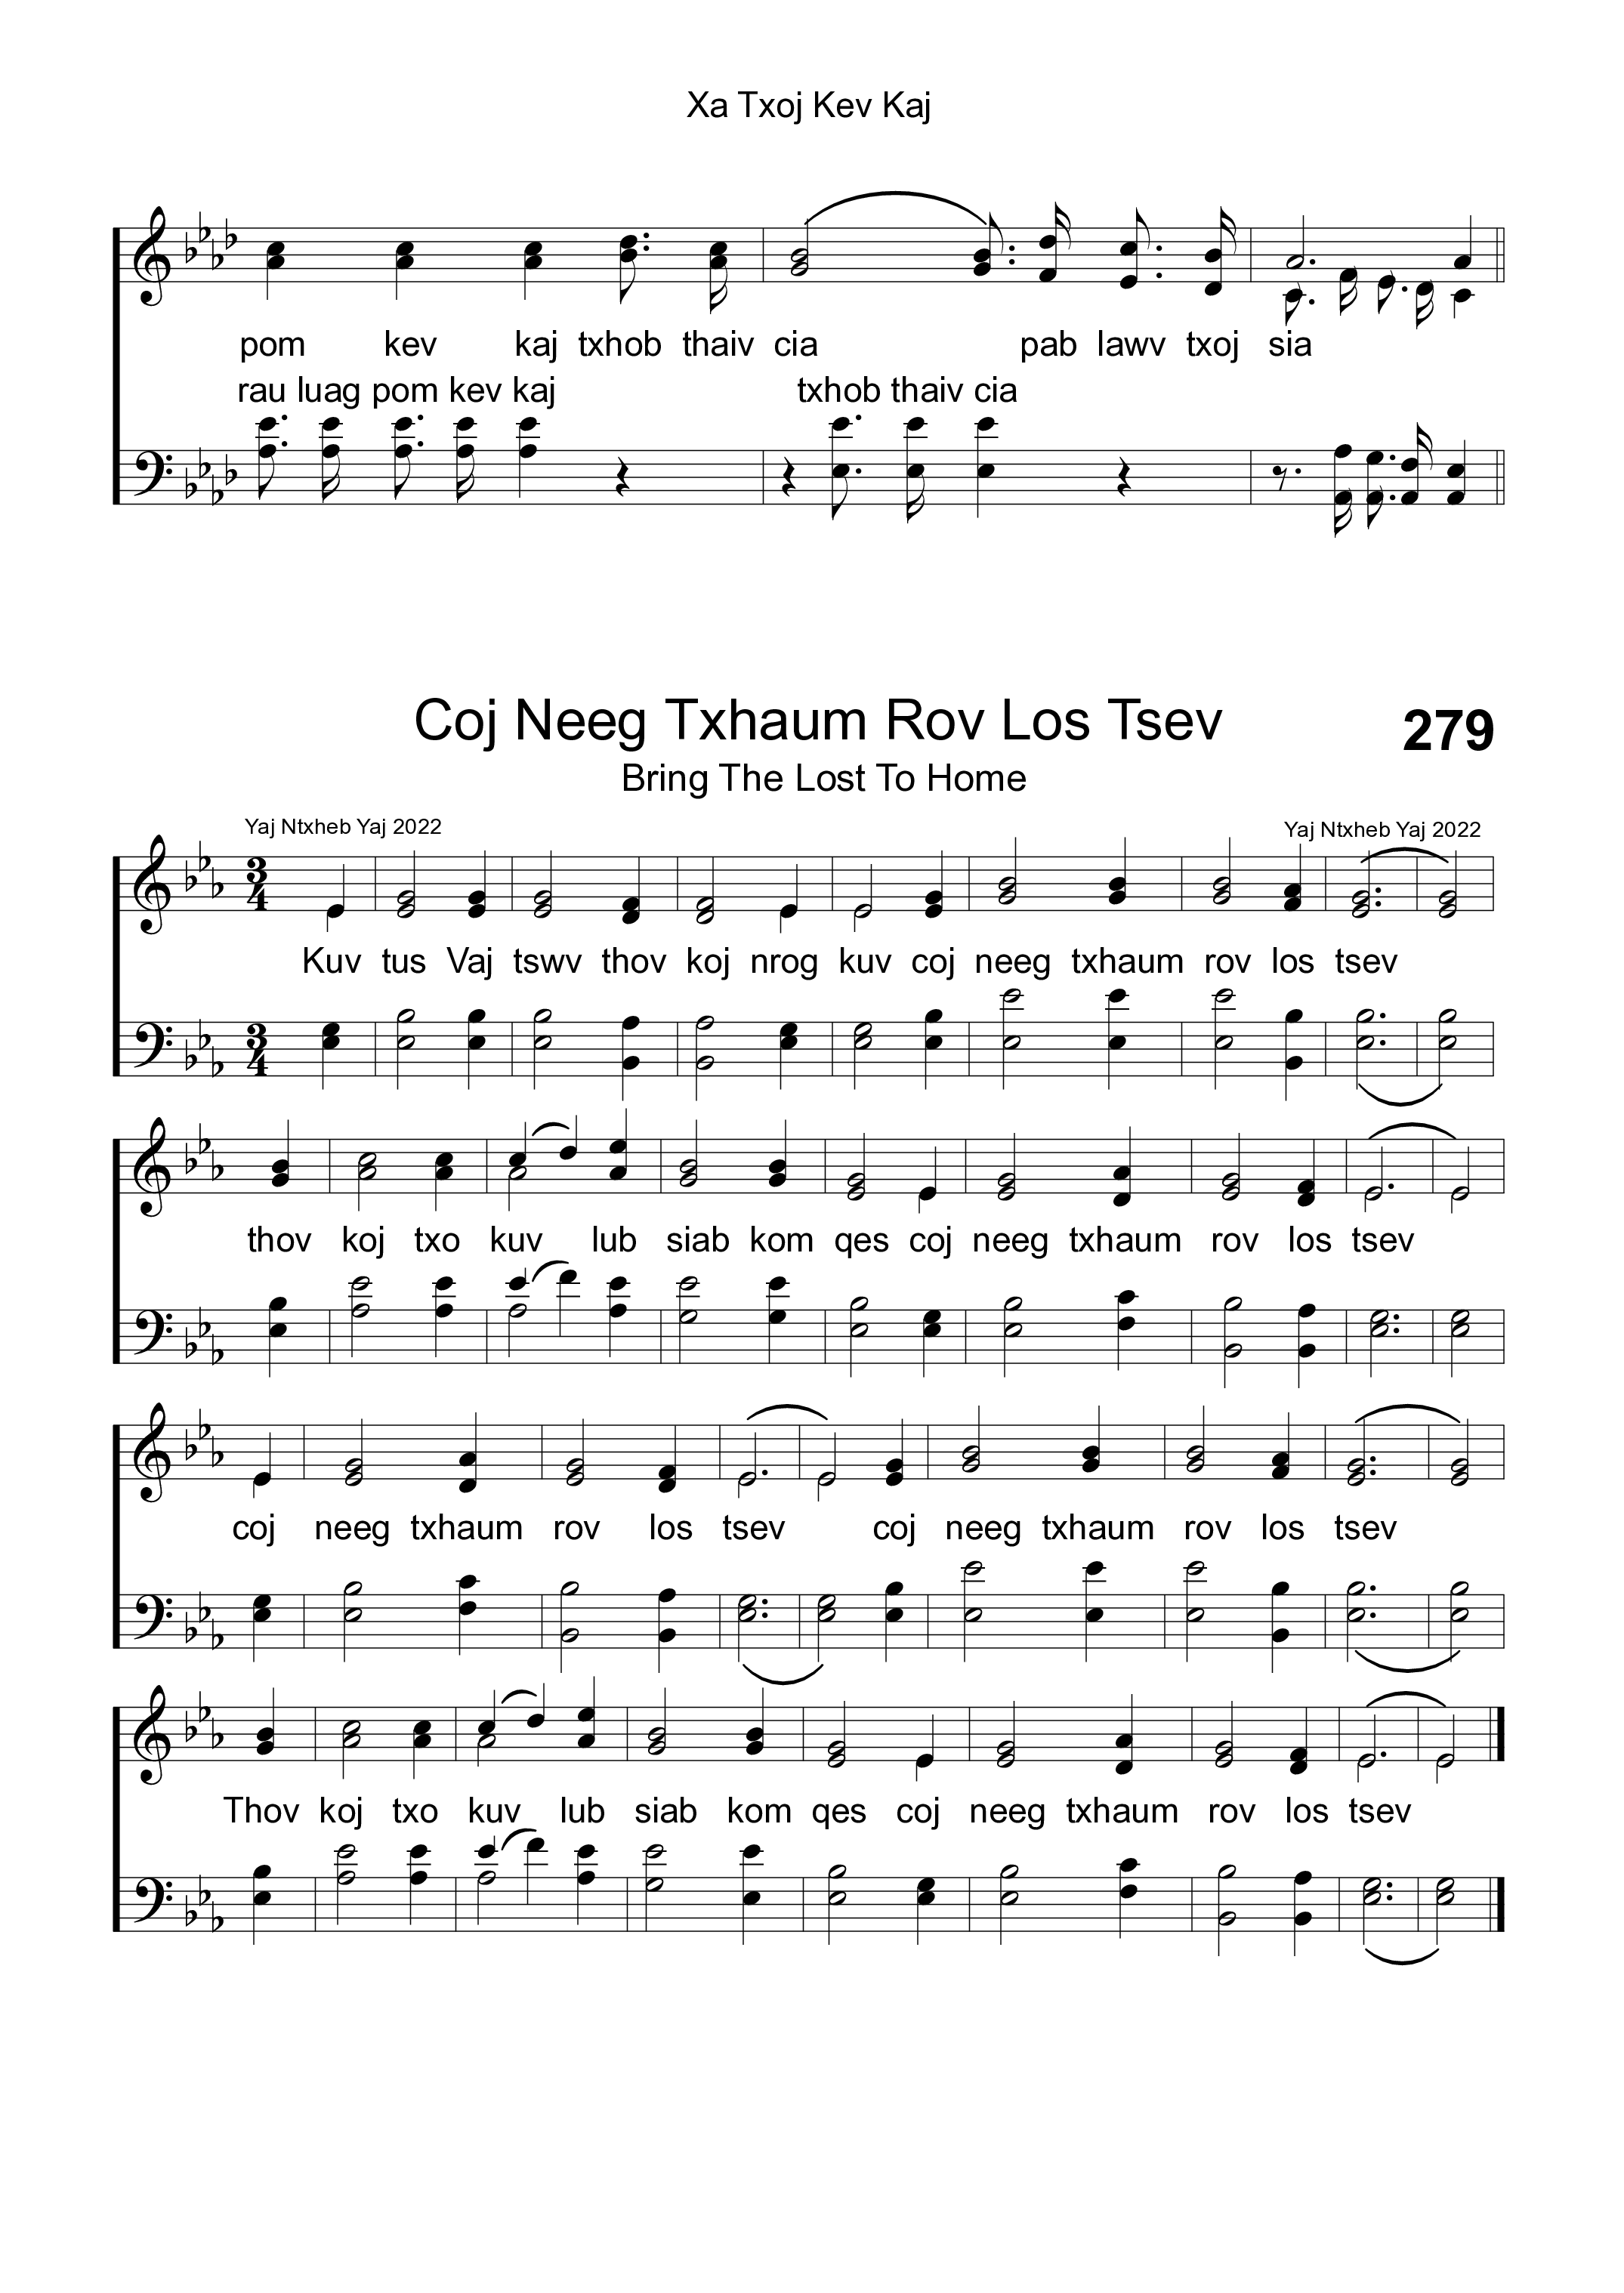 Xa Txoj Kev Kaj
pom kev kaj txhob thaiv cia pab lawv txoj sia
rau luag pom kev kaj txhob thaiv cia
Coj Neeg Txhaum Rov Los Tsev 279
Bring The Lost To Home
Yaj Ntxheb Yaj 2022 Yaj Ntxheb Yaj 2022
3 4
Kuv tus Vaj tswv thov koj nrog kuv coj neeg txhaum rov los tsev
3 4
thov koj txo kuv lub siab kom qes coj neeg txhaum rov los tsev
coj neeg txhaum rov los tsev coj neeg txhaum rov los tsev
Thov koj txo kuv lub siab kom qes coj neeg txhaum rov los tsev